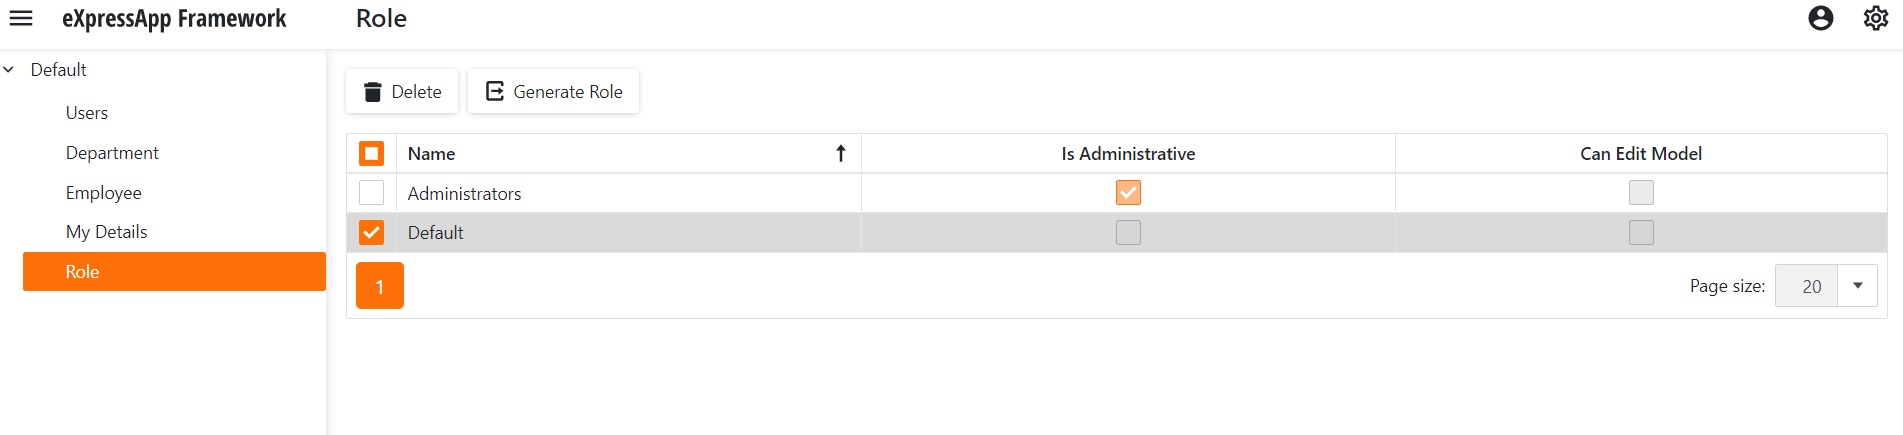 eXpressApp Framework
Role
Default
Users
Department
Employee
My Details
Role
Delete
Generate Role
Name
Is Administrative
Can Edit Model
Administrators
Default
1
Page size:
20